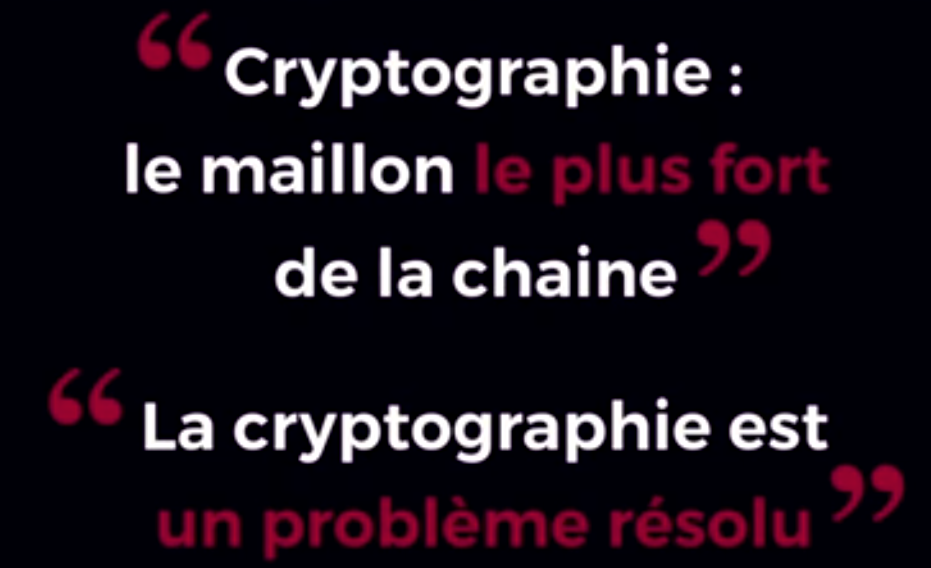 “ Cryptographie :
le maillon le plus fort
de la chaine ”
“ La cryptographie est
un problème résolu ”